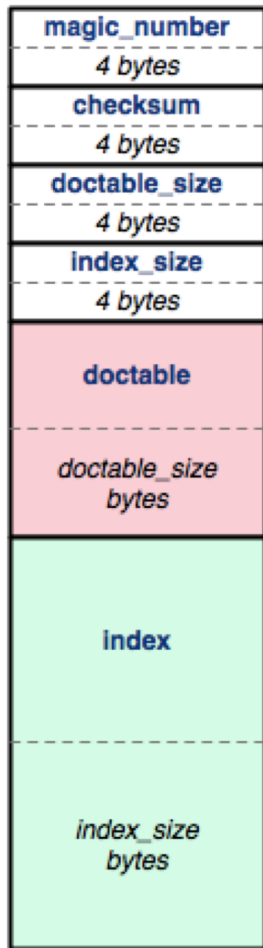 magic_number
4 bytes
checksum
4 bytes
doctable_size
4 bytes
index_size
4 bytes
doctable
doctable_size
bytes
index
index_size
bytes